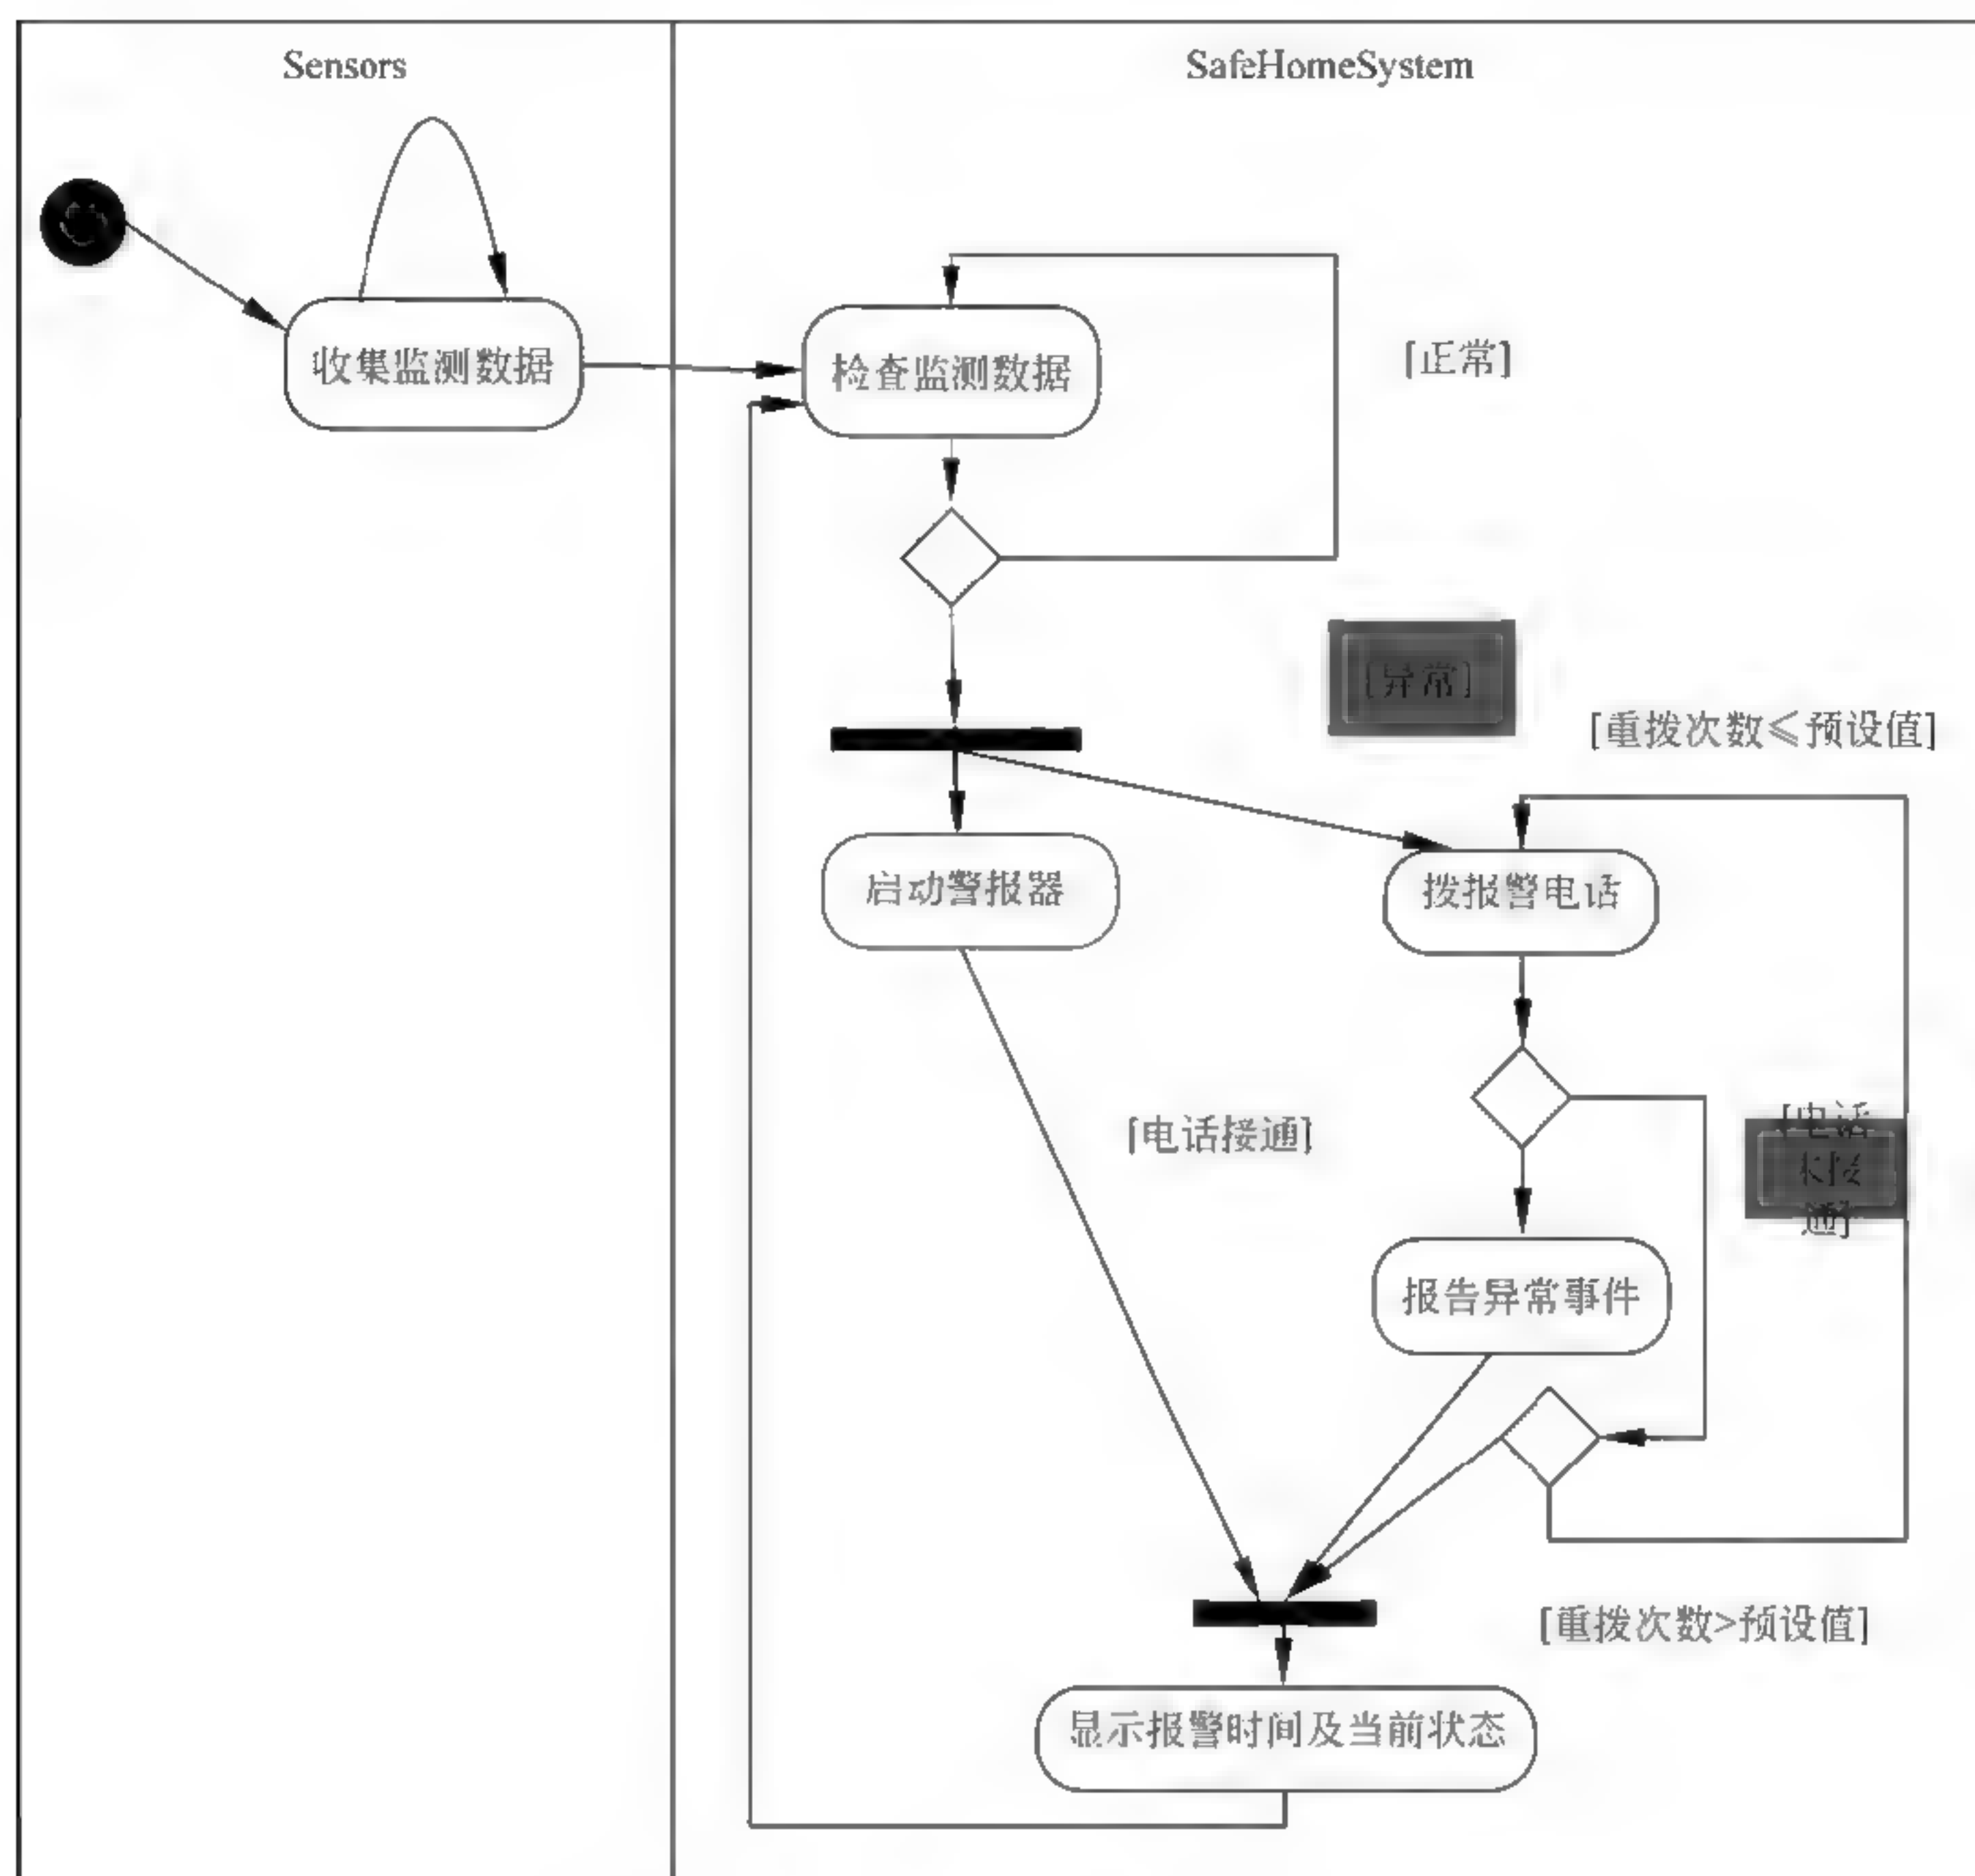 Sensors
SafeHomeSystem
收集监测数据
检查监测数据
[正常]
[异常]
[重拨次数≤预设值]
启动警报器
拨报警电话
[电话接通]
[电话
未接
通]
报告异常事件
[重拨次数>预设值]
显示报警时间及当前状态